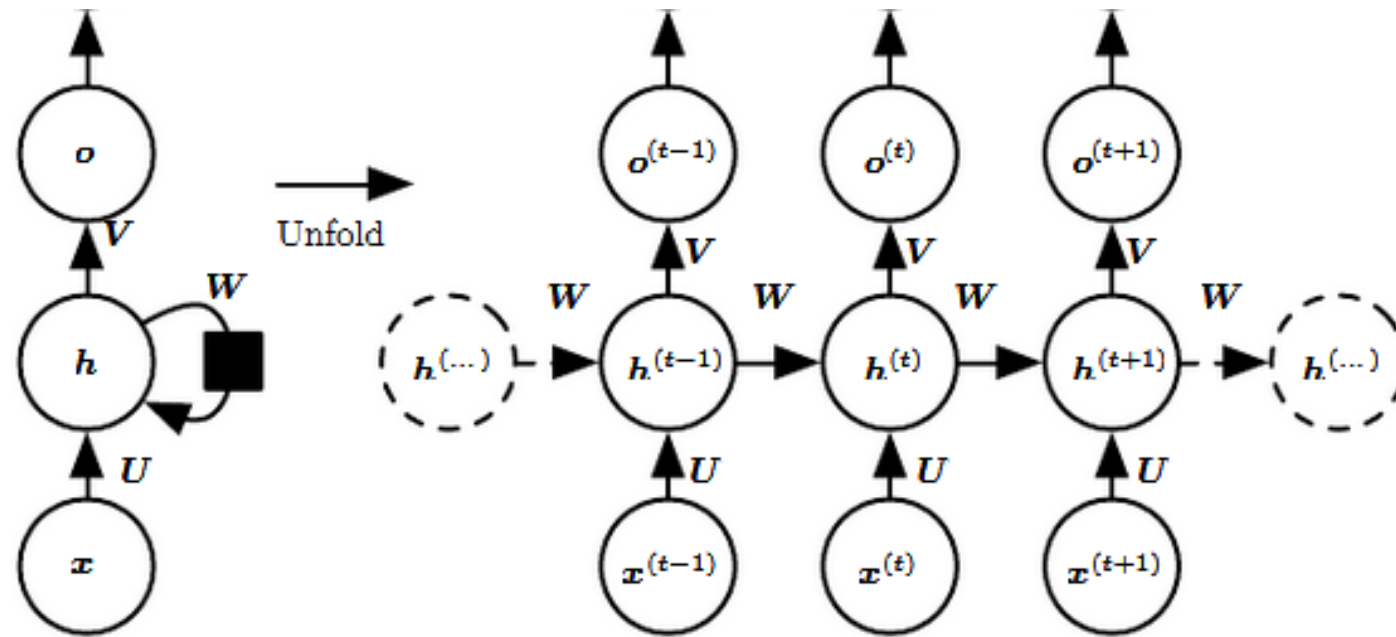 o o^(t−1) o^(t) o^(t+1)
V Unfold V V V
W W W W W
h h^(...) h^(t−1) h^(t) h^(t+1) h^(...)
U U U U
x x^(t−1) x^(t) x^(t+1)